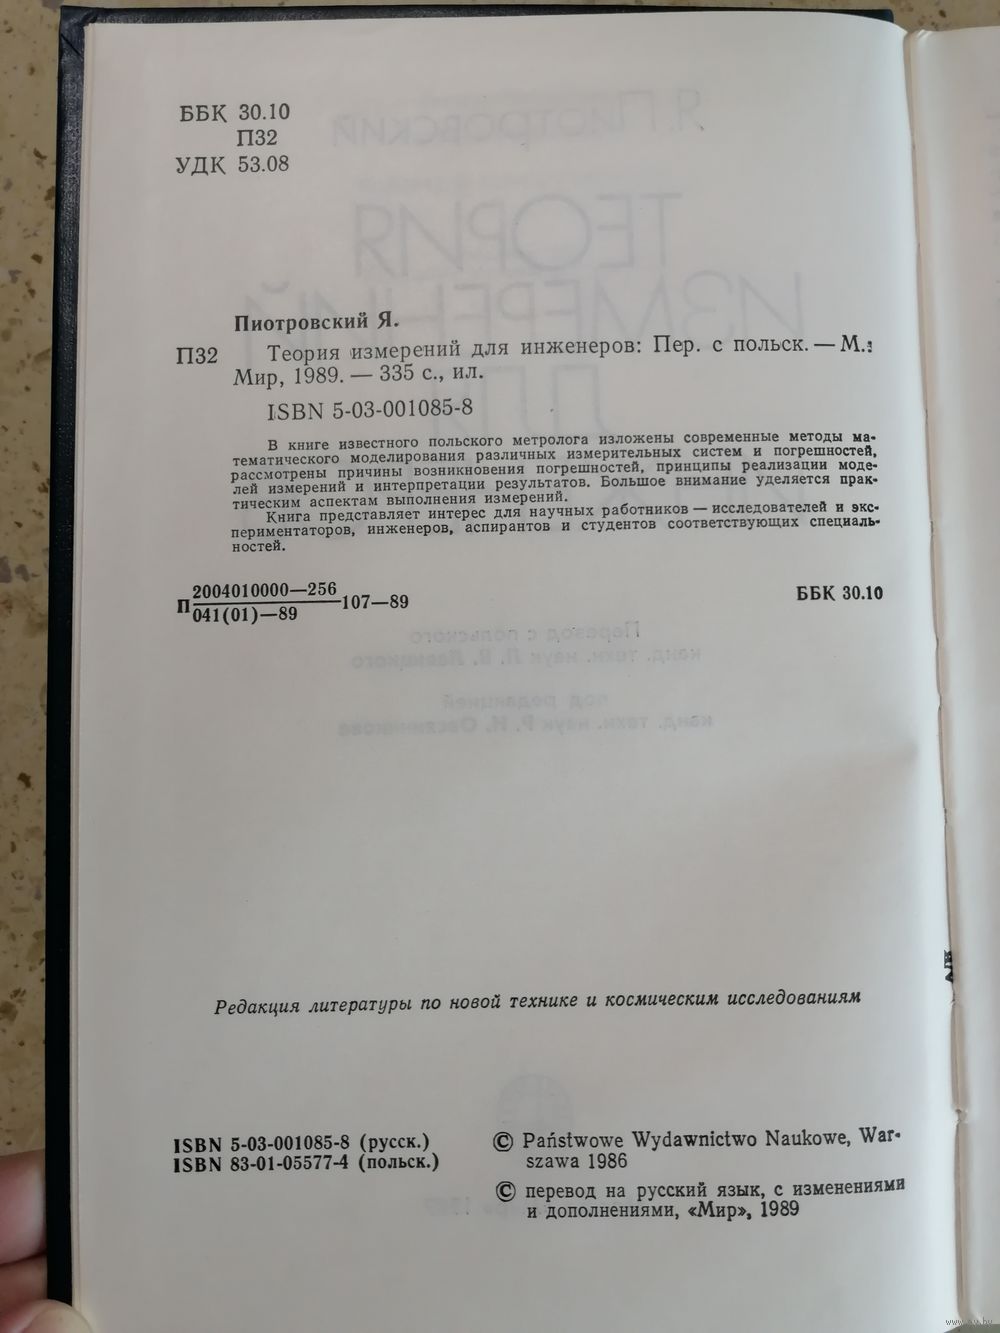 ББК 30.10
П32
УДК 53.08
Пиотровский Я.
П32 Теория измерений для инженеров: Пер. с польск. — М.:
Мир, 1989. — 335 с., ил.
ISBN 5-03-001085-8
В книге известного польского метролога изложены современные методы ма-
тематического моделирования различных измерительных систем и погрешностей,
рассмотрены причины возникновения погрешностей, принципы реализации моде-
лей измерений и интерпретации результатов. Большое внимание уделяется прак-
тическим аспектам выполнения измерений.
Книга представляет интерес для научных работников — исследователей и экс-
периментаторов, инженеров, аспирантов и студентов соответствующих специаль-
ностей.
П 2004010000—256
041(01)—89 107—89
ББК 30.10
Редакция литературы по новой технике и космическим исследованиям
ISBN 5-03-001085-8 (русск.)
ISBN 83-01-05577-4 (польск.)
© Państwowe Wydawnictwo Naukowe, War-
szawa 1986
© перевод на русский язык, с изменениями
и дополнениями, «Мир», 1989